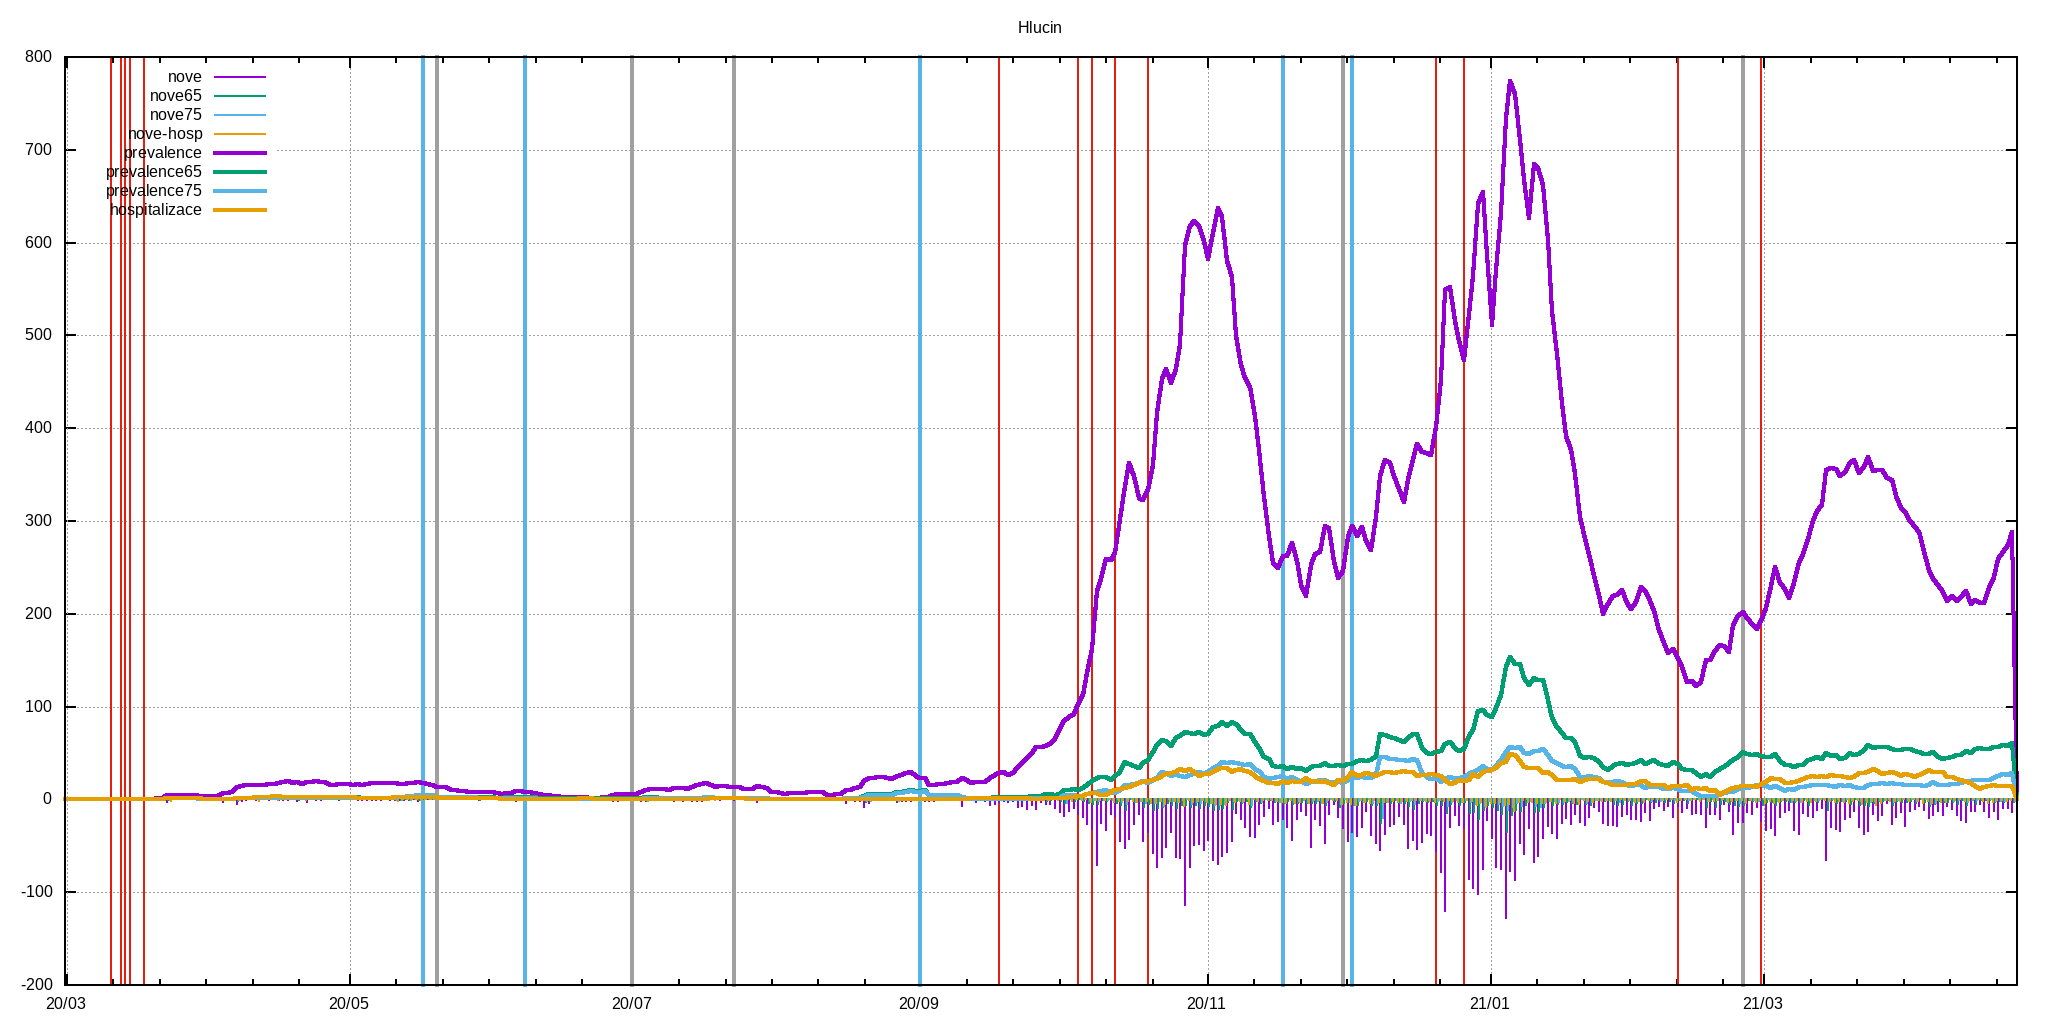 Hlucin
800
700
600
500
400
300
200
100
0
-100
-200
nove
nove65
nove75
nove-hosp
prevalence
prevalence65
prevalence75
hospitalizace
20/03 20/05 20/07 20/09 20/11 21/01 21/03